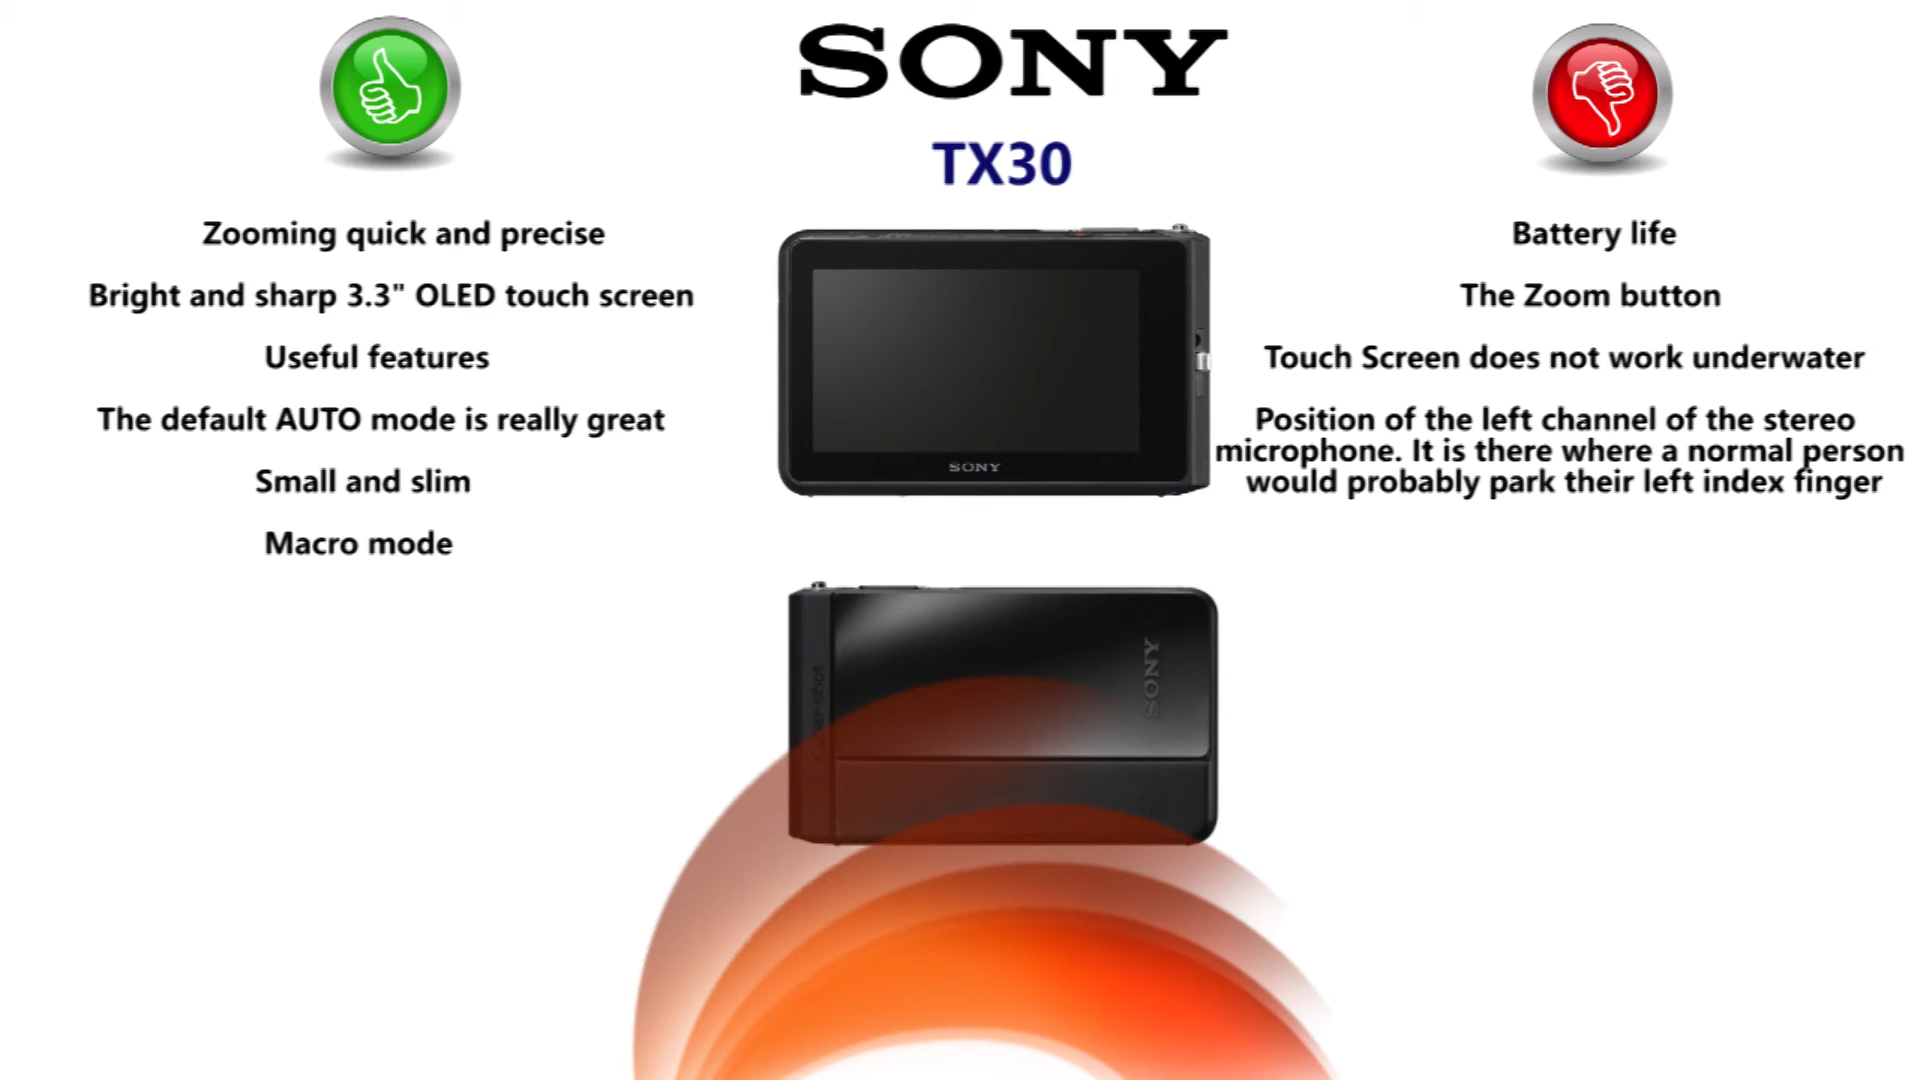 SONY
TX30
Zooming quick and precise
Bright and sharp 3.3" OLED touch screen
Useful features
The default AUTO mode is really great
Small and slim
Macro mode
Battery life
The Zoom button
Touch Screen does not work underwater
Position of the left channel of the stereo
microphone. It is there where a normal person
would probably park their left index finger
SONY
SONY
Cyber-shot